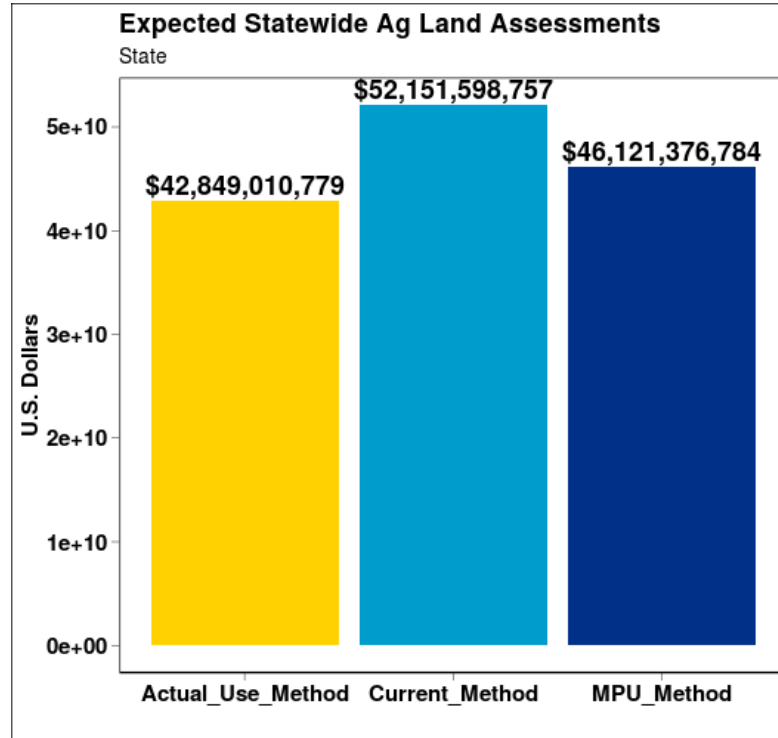 Expected Statewide Ag Land Assessments
State
$52,151,598,757
$46,121,376,784
$42,849,010,779
5e+10
4e+10
3e+10
2e+10
1e+10
0e+00
U.S. Dollars
Actual_Use_Method Current_Method MPU_Method